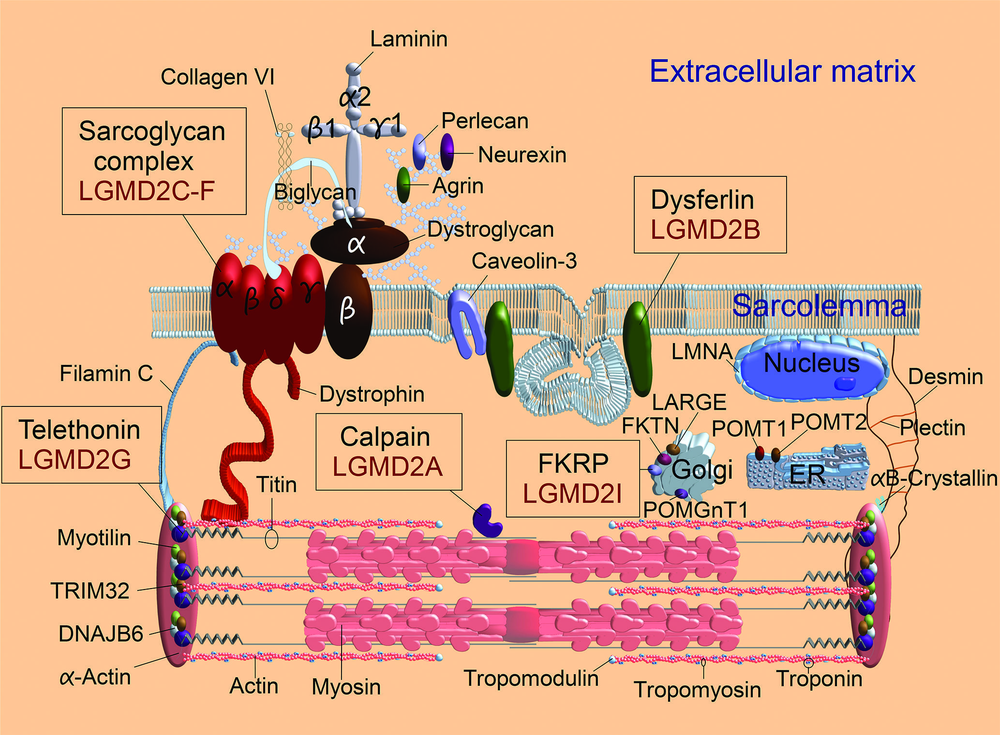 Laminin
Extracellular matrix
Collagen VI
α2
Sarcoglycan
complex
LGMD2C-F
β1
γ1
Perlecan
Neurexin
Agrin
Biglycan
Dysferlin
LGMD2B
Dystroglycan
α
Caveolin-3
α
β
δ
γ
β
Sarcolemma
LMNA
Nucleus
Filamin C
Desmin
Dystrophin
LARGE
Telethonin
LGMD2G
Calpain
LGMD2A
FKTN
POMT1
POMT2
Plectin
FKRP
LGMD2I
Golgi
ER
αB-Crystallin
Titin
POMGnT1
Myotilin
TRIM32
DNAJB6
α-Actin
Actin
Myosin
Tropomodulin
Tropomyosin
Troponin